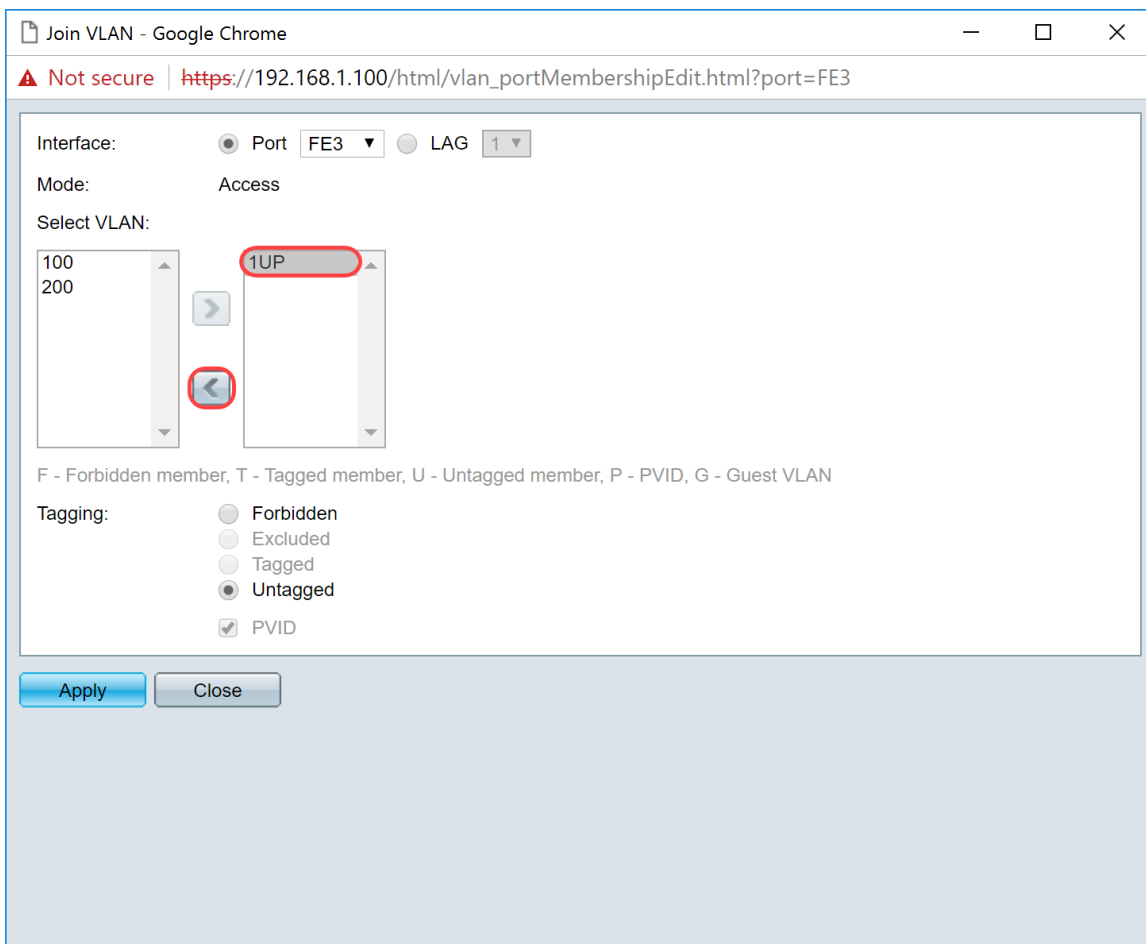 Join VLAN - Google Chrome
Not secure https://192.168.1.100/html/vlan_portMembershipEdit.html?port=FE3
Interface: Port FE3 LAG 1
Mode: Access
Select VLAN:
100
200
1UP
F - Forbidden member, T - Tagged member, U - Untagged member, P - PVID, G - Guest VLAN
Tagging: Forbidden
Excluded
Tagged
Untagged
PVID
Apply Close